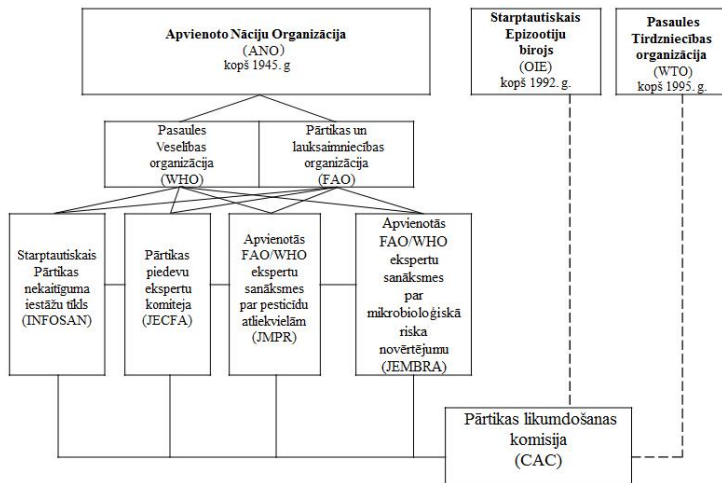 Apvienoto Nāciju Organizācija
(ANO)
kopš 1945. g
Starptautiskais
Epizootiju
birojs
(OIE)
kopš 1992. g.
Pasaules
Tirdzniecības
organizācija
(WTO)
kopš 1995. g.
Pasaules
Veselības
organizācija
(WHO)
Pārtikas un
lauksaimniecības
organizācija
(FAO)
Starptautiskais
Pārtikas
nekaitīguma
iestāžu tīkls
(INFOSAN)
Pārtikas
piedevu
ekspertu
komiteja
(JECFA)
Apvienotās
FAO/WHO
ekspertu
sanāksmes
par pesticīdu
atliekvielām
(JMPR)
Apvienotās
FAO/WHO
ekspertu
sanāksmes
par
mikrobioloģiskā
riska
novērtējumu
(JEMBRA)
Pārtikas likumdošanas
komisija
(CAC)